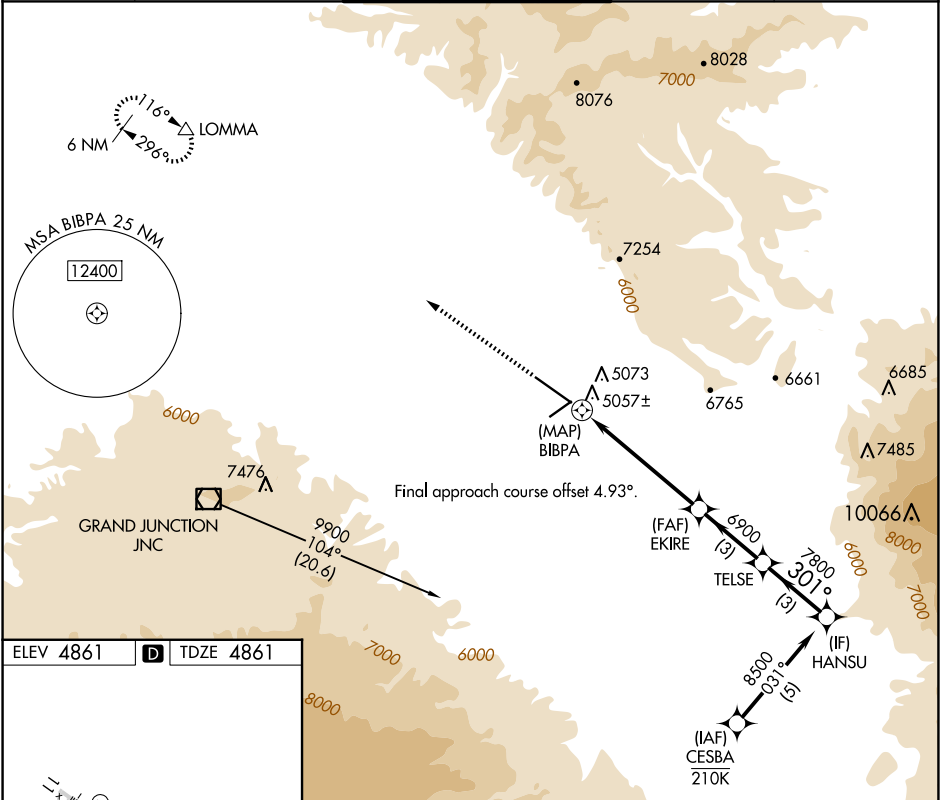 8028
7000
8076
116°
LOMMA
6 NM
296°
MSA BIBPA 25 NM
12400
7254
6000
5073
5057±
6661
6765
6685
(MAP)
BIBPA
6000
7485
7476
Final approach course offset 4.93°.
GRAND JUNCTION
JNC
9900
104°
(20.6)
(FAF)
EKIRE
6900
(3)
TELSE
7800
301°
(3)
10066
8000
6000
7000
(IF)
HANSU
ELEV 4861
D
TDZE 4861
7000
6000
8000
8500
031°
(5)
(IAF)
CESBA
210K
11